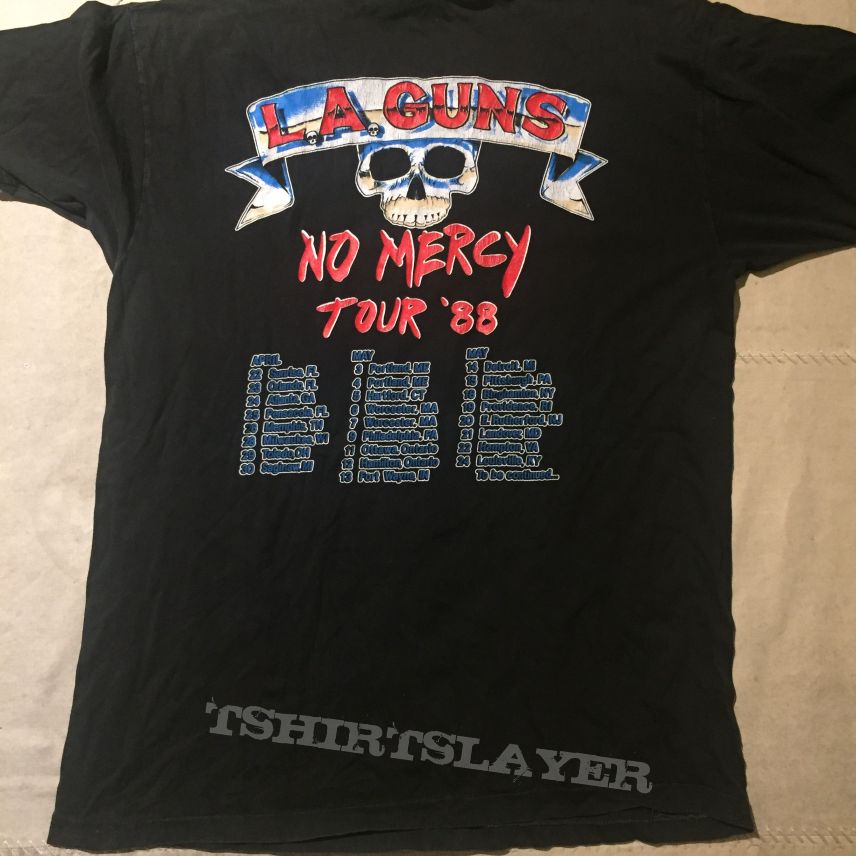 L.A. GUNS
NO MERCY
TOUR '88
APRIL
22 Sunrise, FL
23 Orlando, FL
24 Atlanta, GA
26 Pensacola, FL
Memphis, TN
28 Milwaukee, WI
29 Toledo, OH
30 Saginaw, MI
MAY
3 Portland, ME
4 Portland, ME
5 Hartford, CT
6 Worcester, MA
7 Worcester, MA
9 Philadelphia, PA
11 Ottawa, Ontario
12 Hamilton, Ontario
13 Fort Wayne, IN
MAY
14 Detroit, MI
15 Pittsburgh, PA
18 Binghamton, NY
19 Providence, RI
20 E. Rutherford, NJ
21 Landover, MD
22 Hampton, VA
24 Louisville, KY
To be continued...
TSHIRTSLAYER